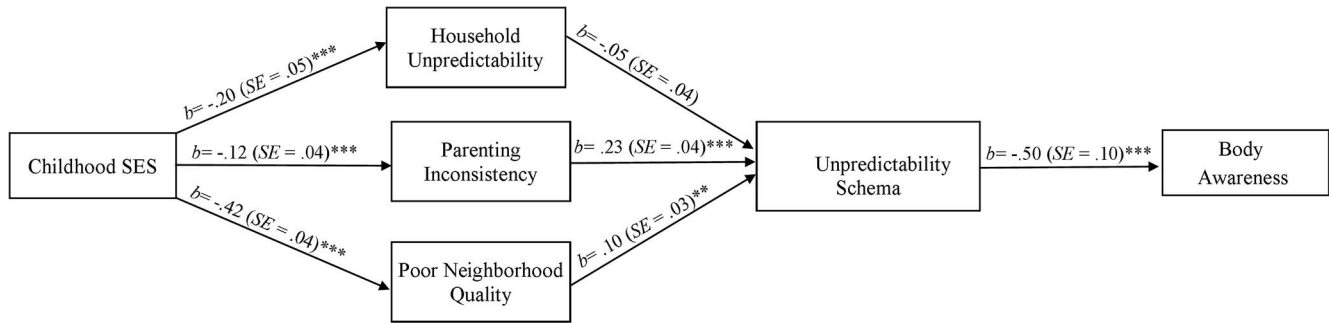 Household
Unpredictability
b= -.20 (SE = .05)***
b= -.05 (SE = .04)
Childhood SES
b= -.12 (SE = .04)***
Parenting
Inconsistency
b= .23 (SE = .04)***
Unpredictability
Schema
b= -.50 (SE = .10)***
Body
Awareness
b= -.42 (SE = .04)***
Poor Neighborhood
Quality
b= .10 (SE = .03)**